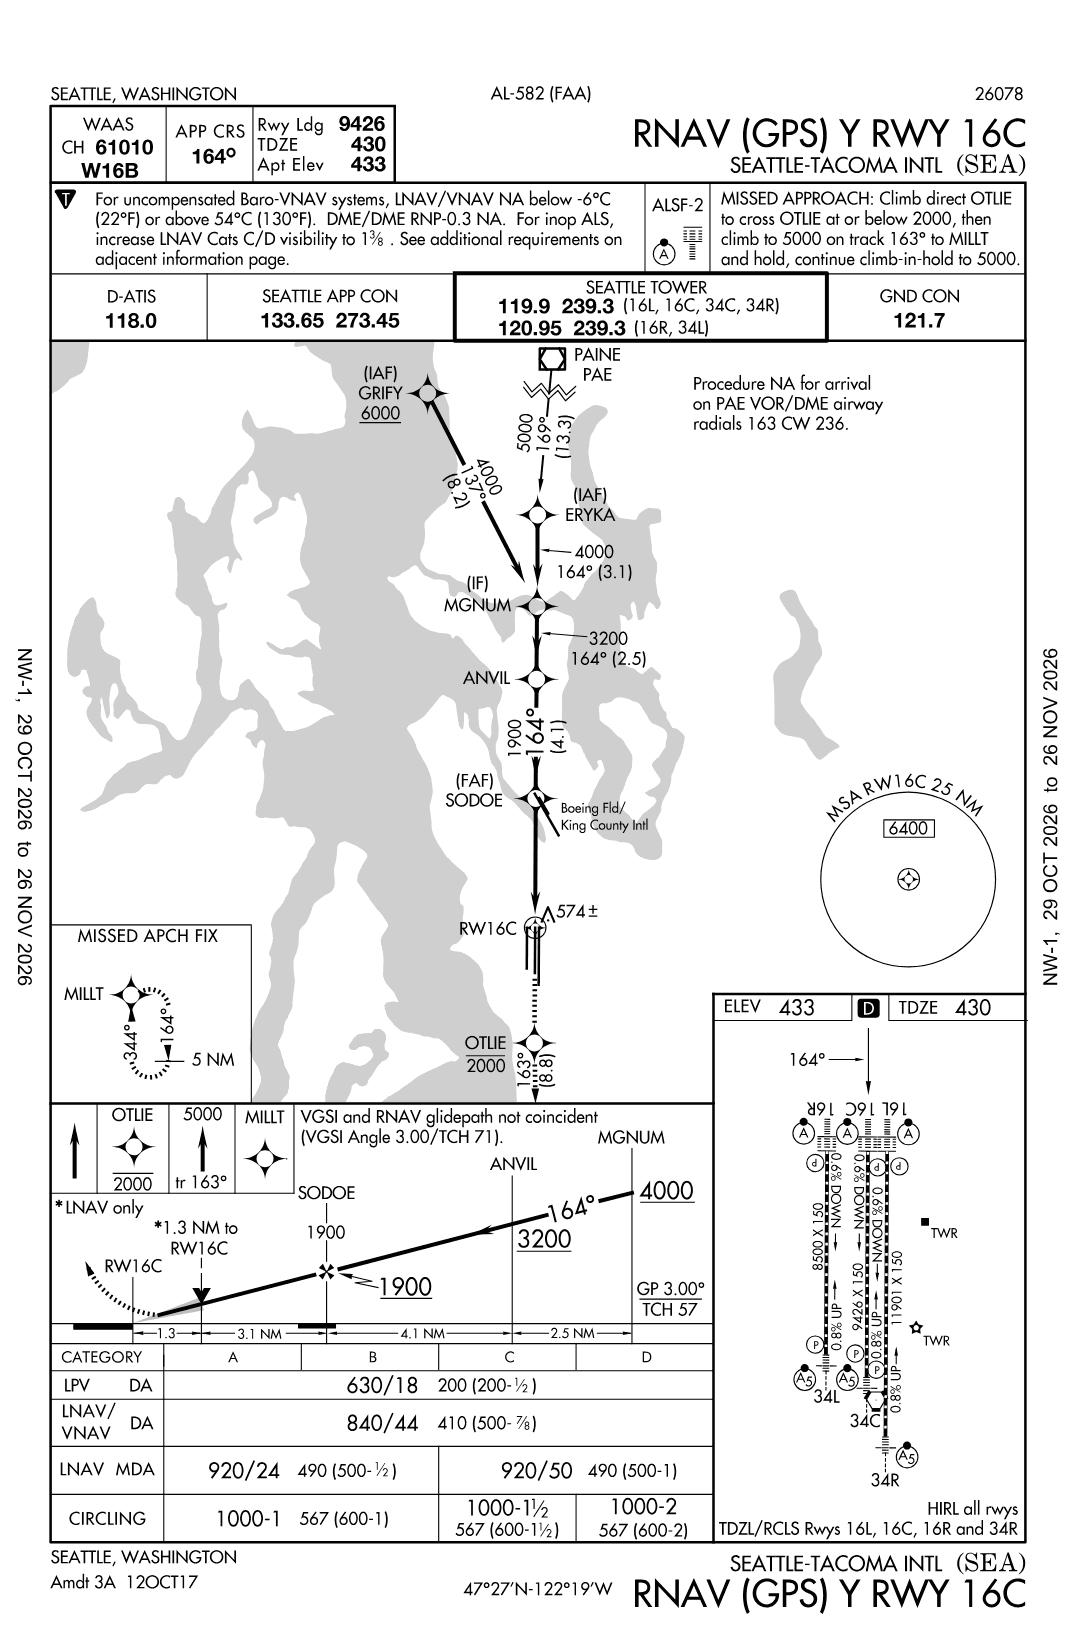 SEATTLE, WASHINGTON
AL-582 (FAA)
26078
WAAS
CH 61010
W16B
APP CRS
164°
Rwy Ldg 9426
TDZE 430
Apt Elev 433
RNAV (GPS) Y RWY 16C
SEATTLE-TACOMA INTL (SEA)
T
For uncompensated Baro-VNAV systems, LNAV/VNAV NA below -6°C
(22°F) or above 54°C (130°F). DME/DME RNP-0.3 NA. For inop ALS,
increase LNAV Cats C/D visibility to 1⅜ . See additional requirements on
adjacent information page.
ALSF-2
A
MISSED APPROACH: Climb direct OTLIE
to cross OTLIE at or below 2000, then
climb to 5000 on track 163° to MILLT
and hold, continue climb-in-hold to 5000.
D-ATIS
118.0
SEATTLE APP CON
133.65 273.45
SEATTLE TOWER
119.9 239.3 (16L, 16C, 34C, 34R)
120.95 239.3 (16R, 34L)
GND CON
121.7
PAINE
PAE
(IAF)
GRIFY
6000
Procedure NA for arrival
on PAE VOR/DME airway
radials 163 CW 236.
5000
169°
(13.3)
4000
137°
(8.2)
(IAF)
ERYKA
4000
164° (3.1)
(IF)
MGNUM
3200
164° (2.5)
ANVIL
1900
164°
(4.1)
(FAF)
SODOE
Boeing Fld/
King County Intl
MSA RW16C 25 NM
6400
RW16C
574±
MISSED APCH FIX
MILLT
344°
164°
5 NM
OTLIE
2000
163°
(8.8)
NW-1, 29 OCT 2026 to 26 NOV 2026
NW-1, 29 OCT 2026 to 26 NOV 2026
ELEV 433
D
TDZE 430
164°
16R
16C
16L
A
A
A
P
P
P
0.6% DOWN
0.6% DOWN
0.6% DOWN
8500 X 150
9426 X 150
11901 X 150
TWR
TWR
0.8% UP
0.8% UP
0.8% UP
P
P
P
A5
A5
34L
34C
A5
34R
HIRL all rwys
TDZL/RCLS Rwys 16L, 16C, 16R and 34R
OTLIE
2000
5000
tr 163°
MILLT
VGSI and RNAV glidepath not coincident
(VGSI Angle 3.00/TCH 71).
MGNUM
ANVIL
SODOE
1900
*LNAV only
*1.3 NM to
RW16C
RW16C
164°
4000
3200
1900
GP 3.00°
TCH 57
1.3
3.1 NM
4.1 NM
2.5 NM
CATEGORY A B C D
LPV DA 630/18 200 (200-½)
LNAV/
VNAV DA 840/44 410 (500-⅞)
LNAV MDA 920/24 490 (500-½) 920/50 490 (500-1)
CIRCLING 1000-1 567 (600-1)
1000-1½
567 (600-1½)
1000-2
567 (600-2)
SEATTLE, WASHINGTON
Amdt 3A 12OCT17
47°27'N-122°19'W
SEATTLE-TACOMA INTL (SEA)
RNAV (GPS) Y RWY 16C